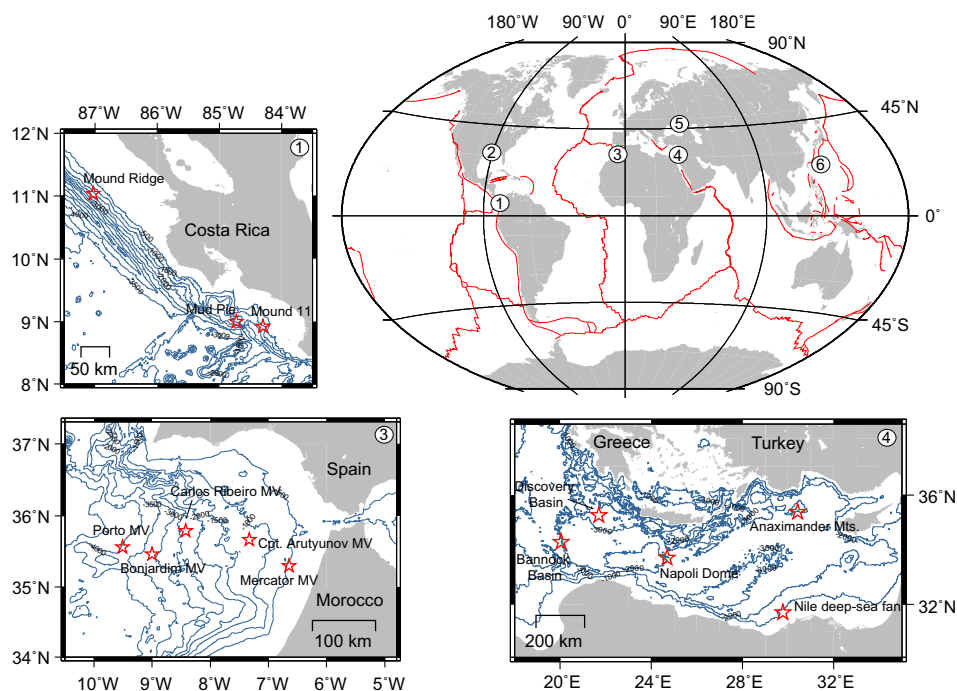 180˚W 90˚W 0˚ 90˚E 180˚E
90˚N
45˚N
0˚
45˚S
90˚S
1
2
3
4
5
6
87˚W 86˚W 85˚W 84˚W
12˚N
11˚N
10˚N
9˚N
8˚N
1
Mound Ridge
Costa Rica
Mud Pie
Mound 11
50 km
37˚N
36˚N
35˚N
34˚N
10˚W 9˚W 8˚W 7˚W 6˚W 5˚W
3
Spain
Carlos Ribeiro MV
Porto MV
Cpt. Arutyunov MV
Bonjardim MV
Mercator MV
Morocco
100 km
4
Greece
Turkey
Discovery
Basin
Anaximander Mts.
Bannock
Basin
Napoli Dome
Nile deep-sea fan
200 km
36˚N
32˚N
20˚E 24˚E 28˚E 32˚E